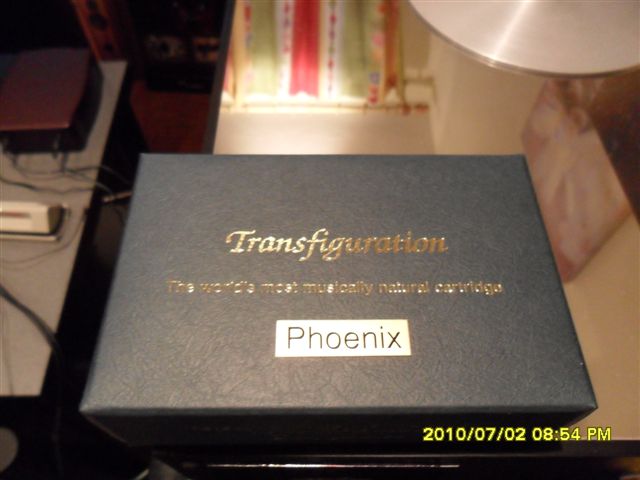 Transfiguration
The world's most musically natural cartridge
Phoenix
2010/07/02 08:54 PM